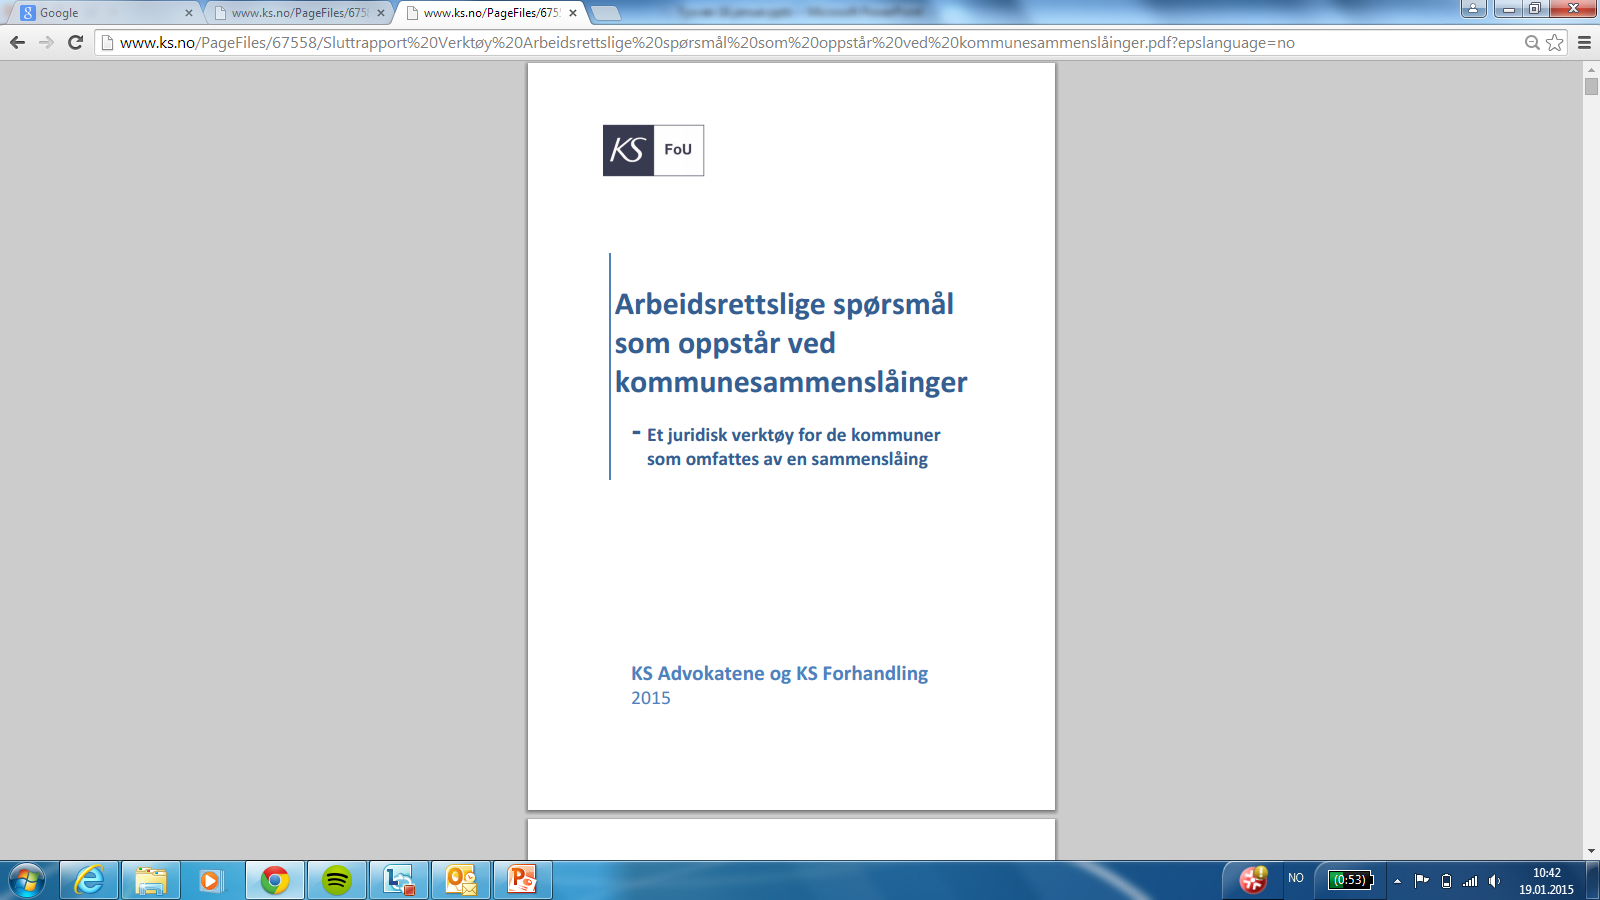 Google
www.ks.no/PageFiles/675
www.ks.no/PageFiles/675
www.ks.no/PageFiles/67558/Sluttrapport%20Verktøy%20Arbeidsrettslige%20spørsmål%20som%20oppstår%20ved%20kommunesammenslåinger.pdf?epslanguage=no
KS FoU
Arbeidsrettslige spørsmål
som oppstår ved
kommunesammenslåinger
- Et juridisk verktøy for de kommuner
som omfattes av en sammenslåing
KS Advokatene og KS Forhandling
2015
NO
(0:53)
10:42
19.01.2015